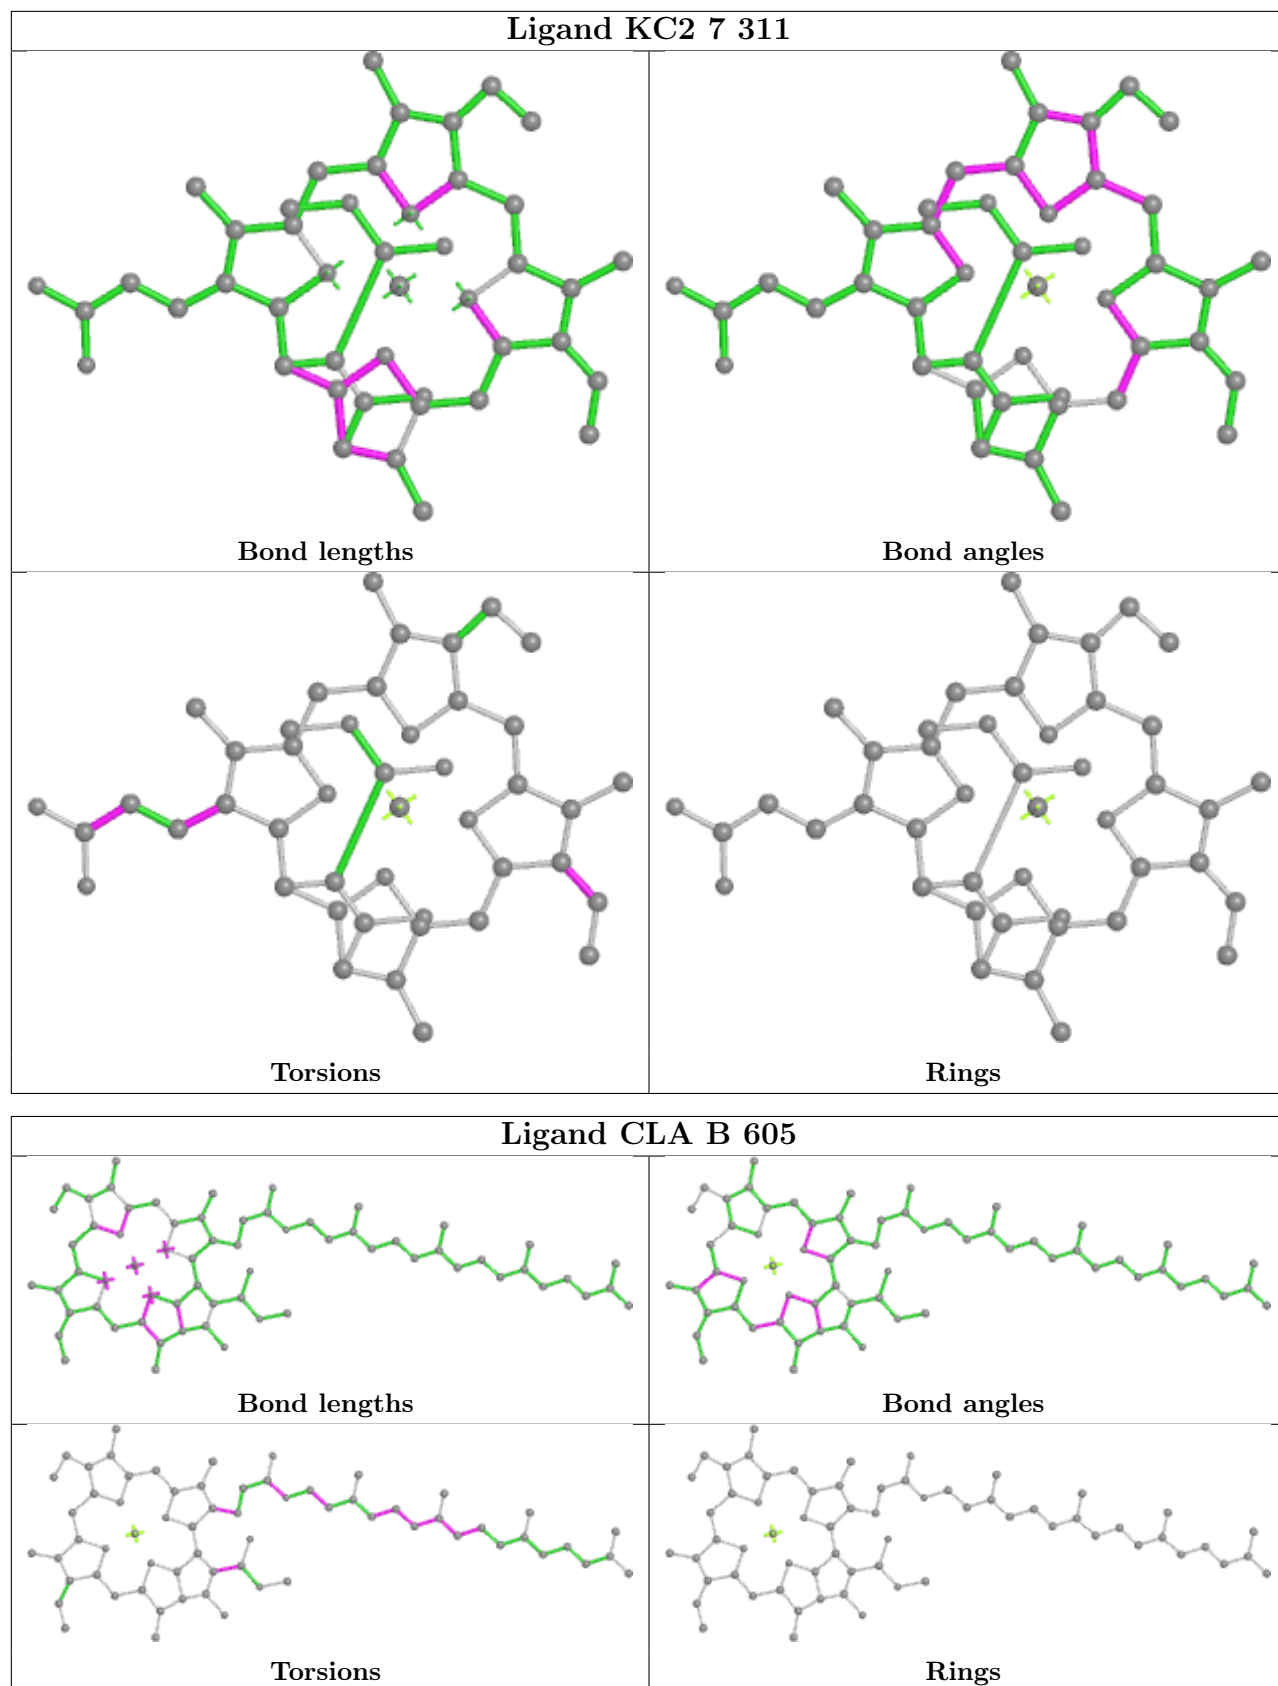 Ligand KC2 7 311
Bond lengths
Bond angles
Torsions
Rings
Ligand CLA B 605
Bond lengths
Bond angles
Torsions
Rings